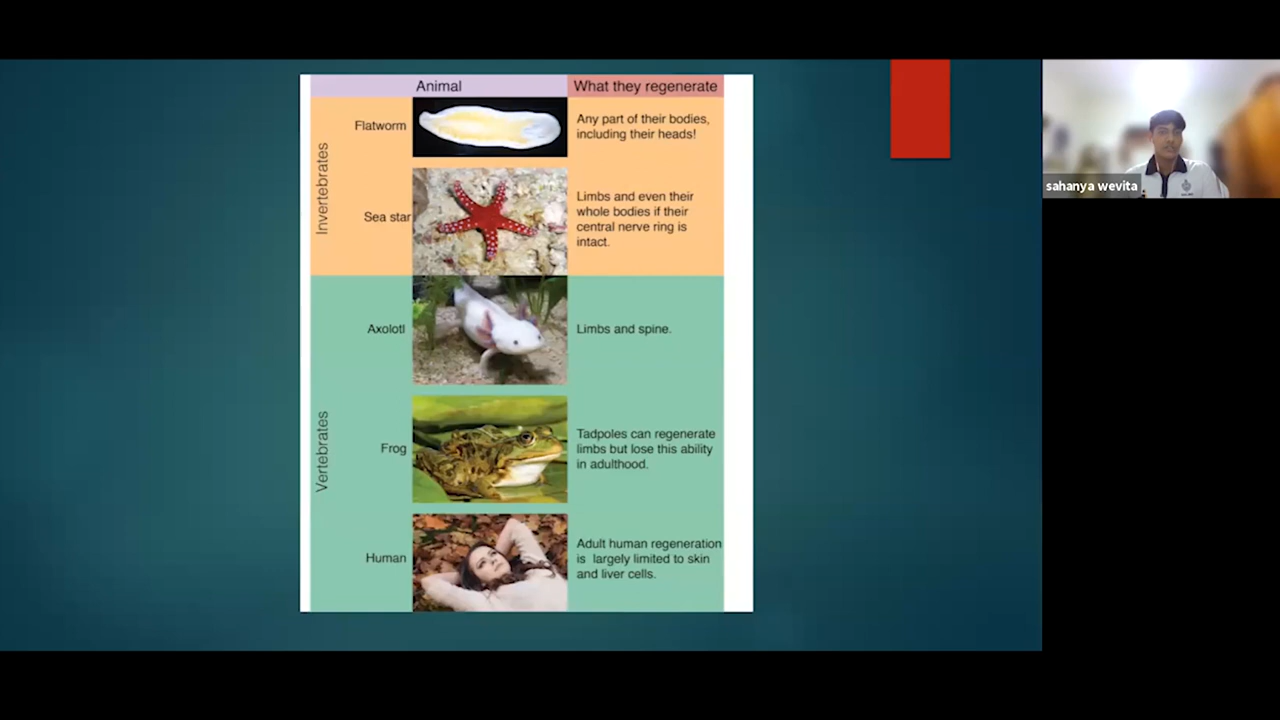 Animal
What they regenerate
Invertebrates
Flatworm
Any part of their bodies,
including their heads!
Sea star
Limbs and even their
whole bodies if their
central nerve ring is
intact.
Vertebrates
Axolotl
Limbs and spine.
Frog
Tadpoles can regenerate
limbs but lose this ability
in adulthood.
Human
Adult human regeneration
is largely limited to skin
and liver cells.
sahanya wevita